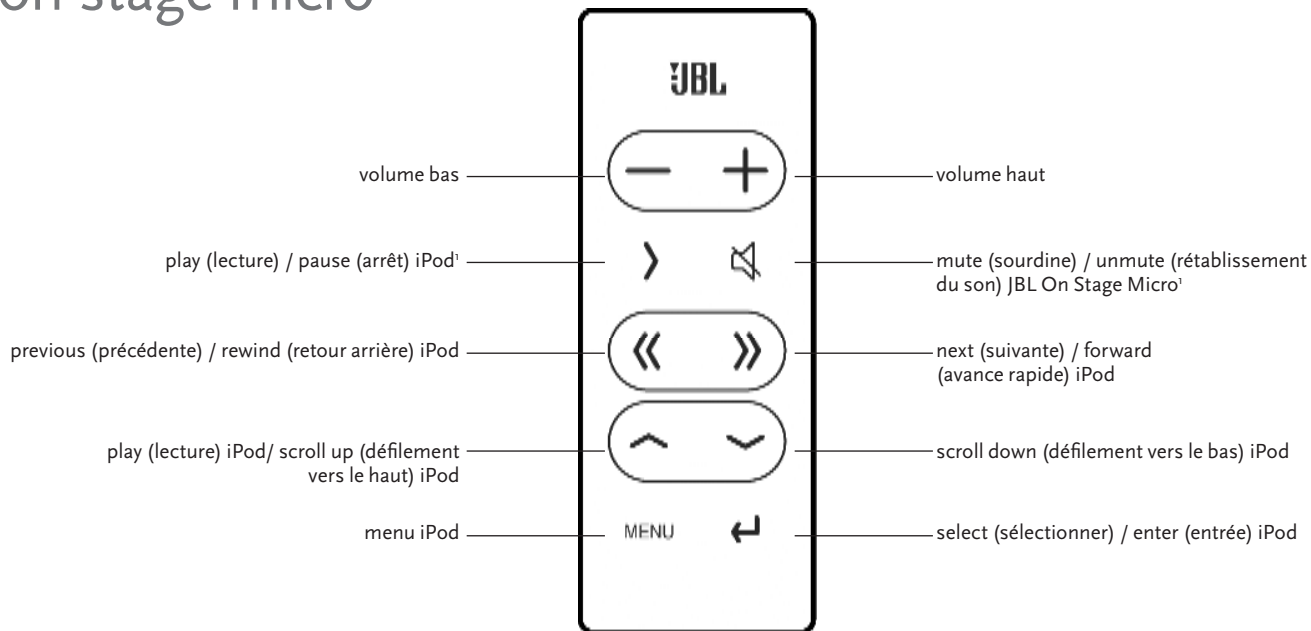 on stage micro
JBL
volume bas
volume haut
play (lecture) / pause (arrêt) iPod¹
mute (sourdine) / unmute (rétablissement
du son) JBL On Stage Micro¹
previous (précédente) / rewind (retour arrière) iPod
next (suivante) / forward
(avance rapide) iPod
play (lecture) iPod/ scroll up (défilement
vers le haut) iPod
scroll down (défilement vers le bas) iPod
menu iPod
MENU
select (sélectionner) / enter (entrée) iPod